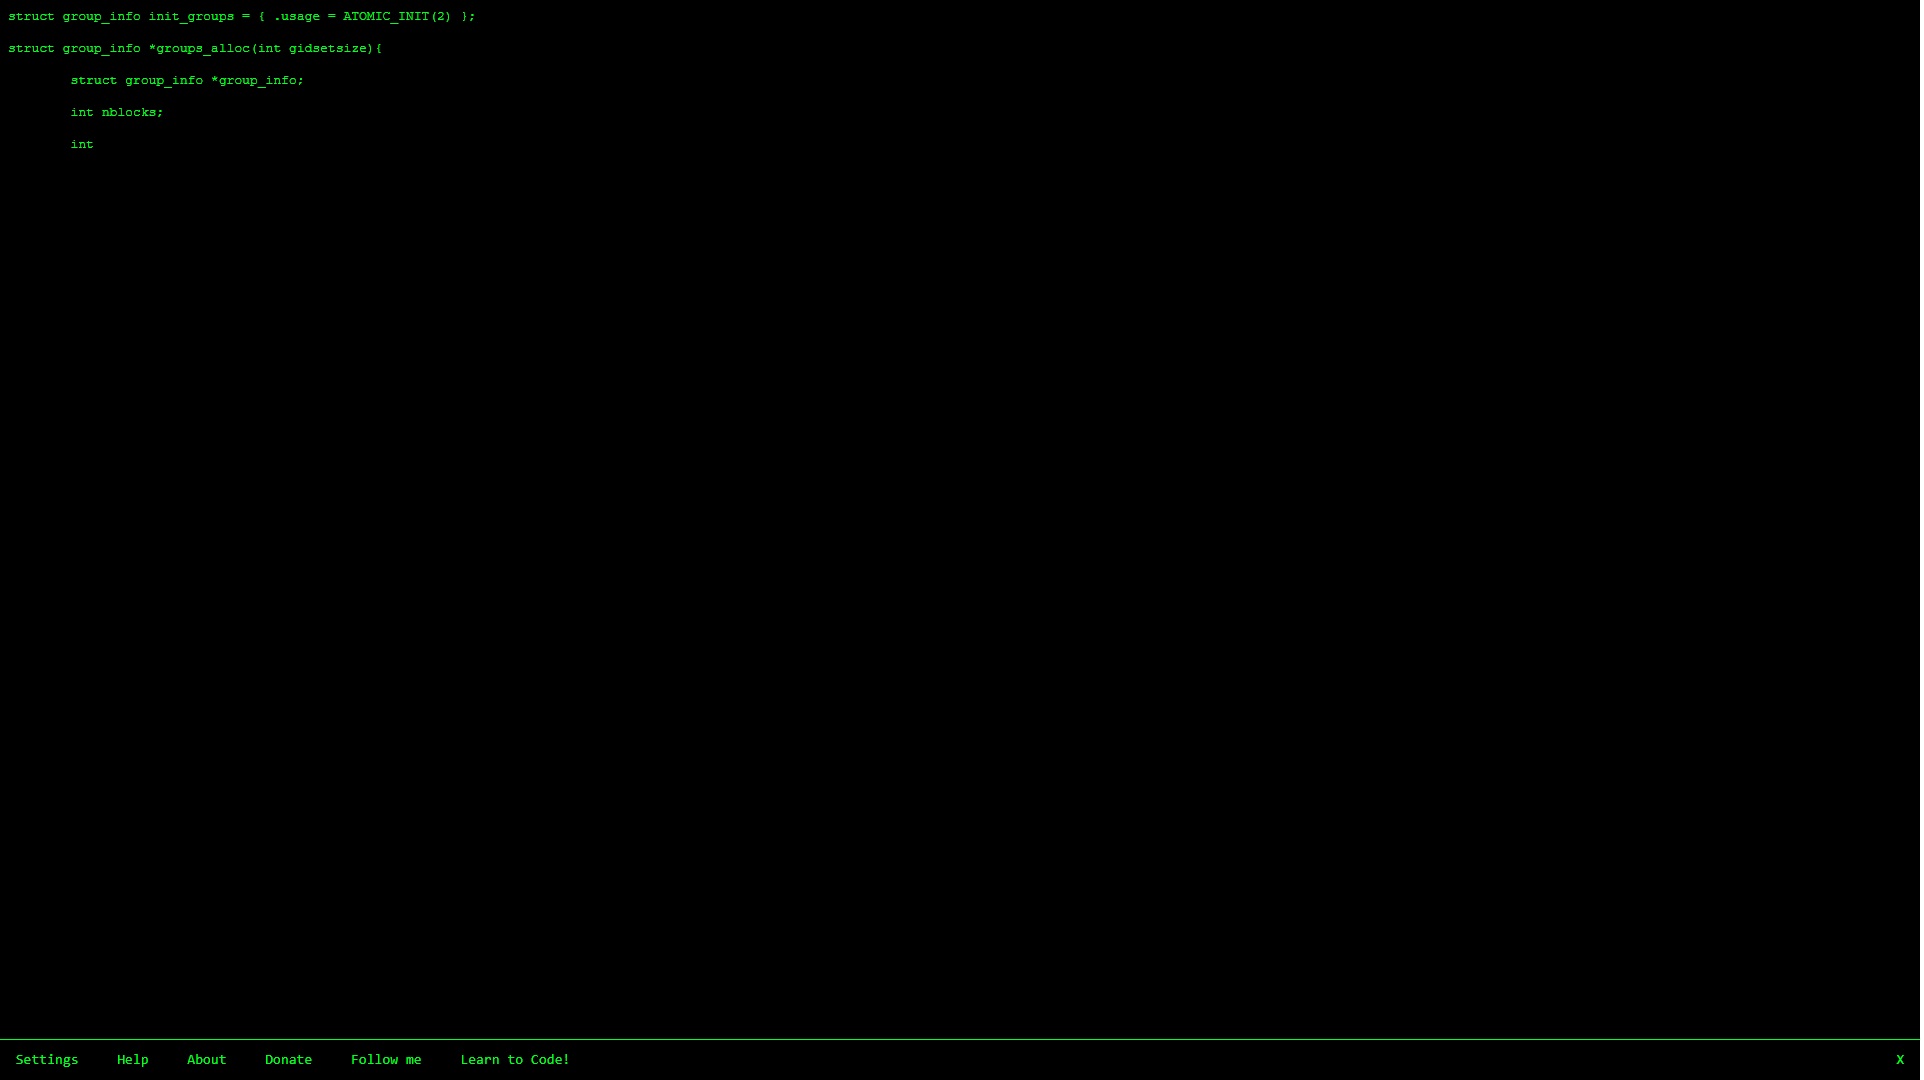 struct group_info init_groups = { .usage = ATOMIC_INIT(2) };
struct group_info *groups_alloc(int gidsetsize){
struct group_info *group_info;
int nblocks;
int
Settings Help About Donate Follow me Learn to Code! X